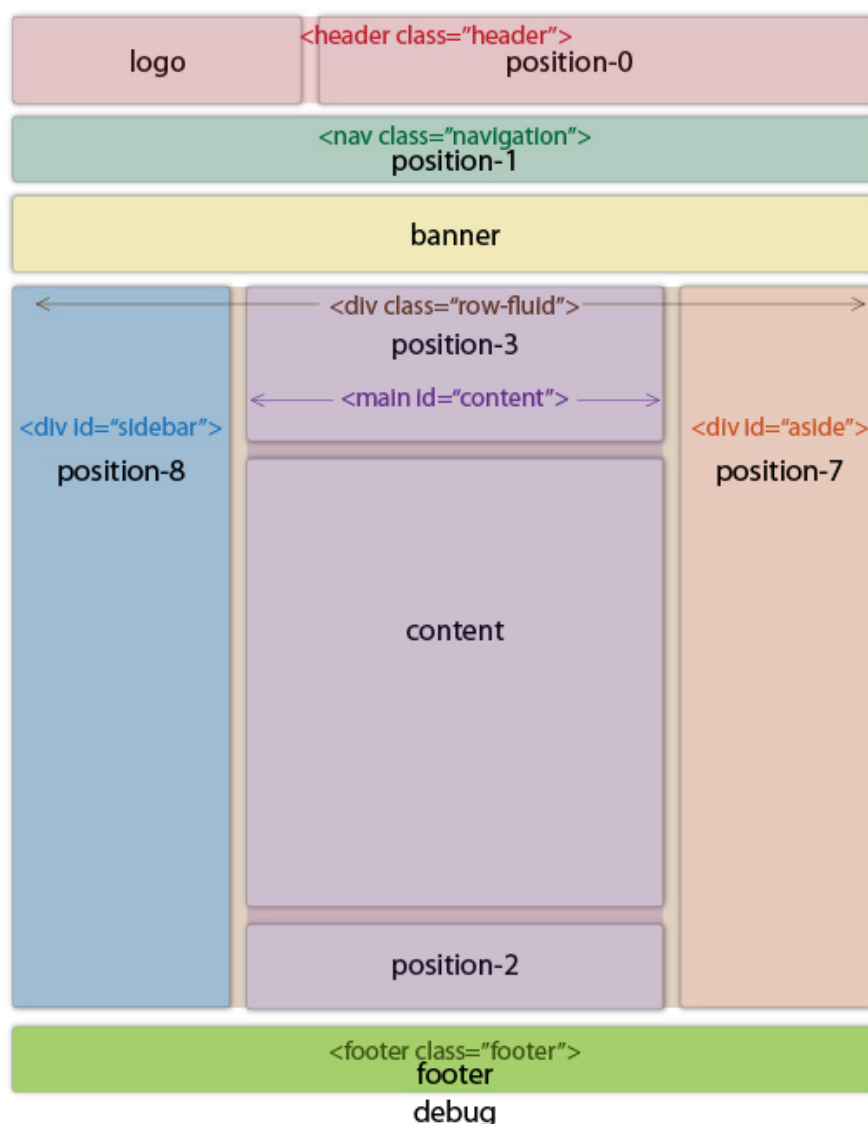 <header class=”header”>
logo
position-0
<nav class=”navigation”>
position-1
banner
<div class=”row-fluid”>
position-3
<main id=“content”>
<div id=“sidebar”>
position-8
<div id=“aside”>
position-7
content
position-2
<footer class=”footer”>
footer
debug